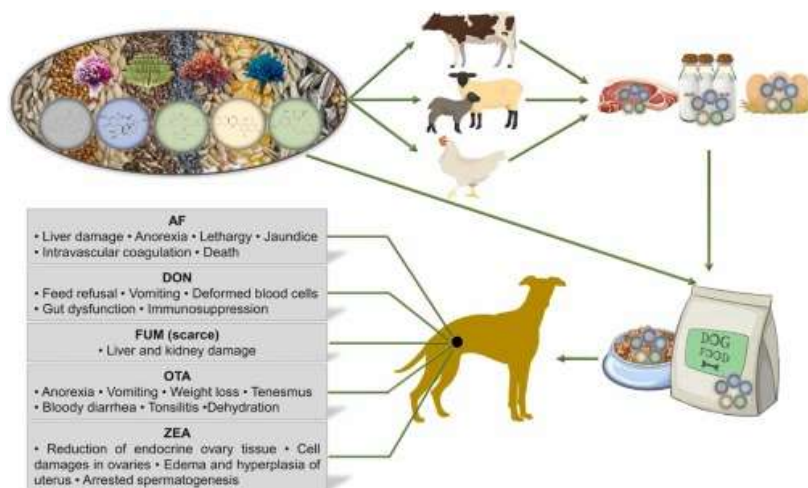 AF
• Liver damage • Anorexia • Lethargy • Jaundice
• Intravascular coagulation • Death
DON
• Feed refusal • Vomiting • Deformed blood cells
• Gut dysfunction • Immunosuppression
FUM (scarce)
• Liver and kidney damage
OTA
• Anorexia • Vomiting • Weight loss • Tenesmus
• Bloody diarrhea • Tonsilitis •Dehydration
ZEA
• Reduction of endocrine ovary tissue • Cell
damages in ovaries • Edema and hyperplasia of
uterus • Arrested spermatogenesis
DOG
FOOD